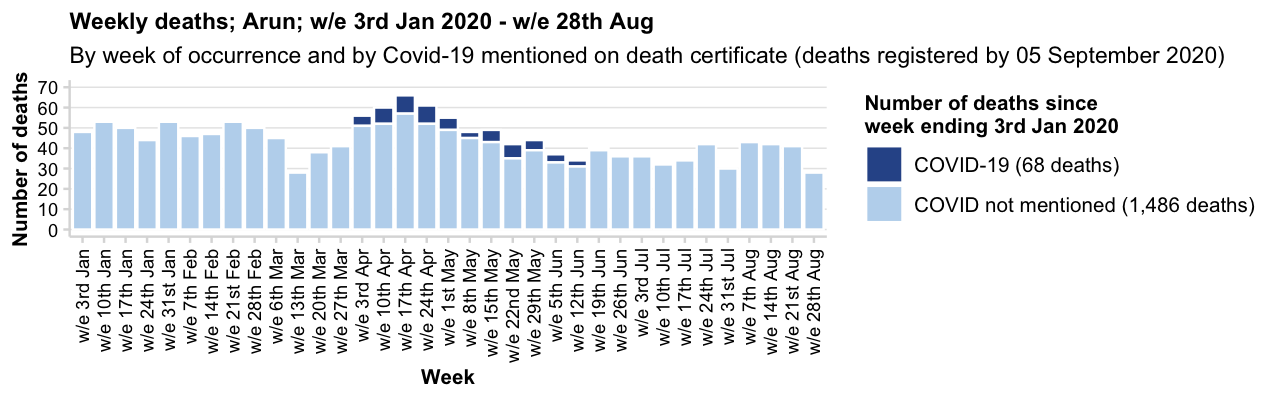 Weekly deaths; Arun; w/e 3rd Jan 2020 - w/e 28th Aug
By week of occurrence and by Covid-19 mentioned on death certificate (deaths registered by 05 September 2020)
Number of deaths
70
60
50
40
30
20
10
0
w/e 3rd Jan
w/e 10th Jan
w/e 17th Jan
w/e 24th Jan
w/e 31st Jan
w/e 7th Feb
w/e 14th Feb
w/e 21st Feb
w/e 28th Feb
w/e 6th Mar
w/e 13th Mar
w/e 20th Mar
w/e 27th Mar
w/e 3rd Apr
w/e 10th Apr
w/e 17th Apr
w/e 24th Apr
w/e 1st May
w/e 8th May
w/e 15th May
w/e 22nd May
w/e 29th May
w/e 5th Jun
w/e 12th Jun
w/e 19th Jun
w/e 26th Jun
w/e 3rd Jul
w/e 10th Jul
w/e 17th Jul
w/e 24th Jul
w/e 31st Jul
w/e 7th Aug
w/e 14th Aug
w/e 21st Aug
w/e 28th Aug
Week
Number of deaths since
week ending 3rd Jan 2020
COVID-19 (68 deaths)
COVID not mentioned (1,486 deaths)